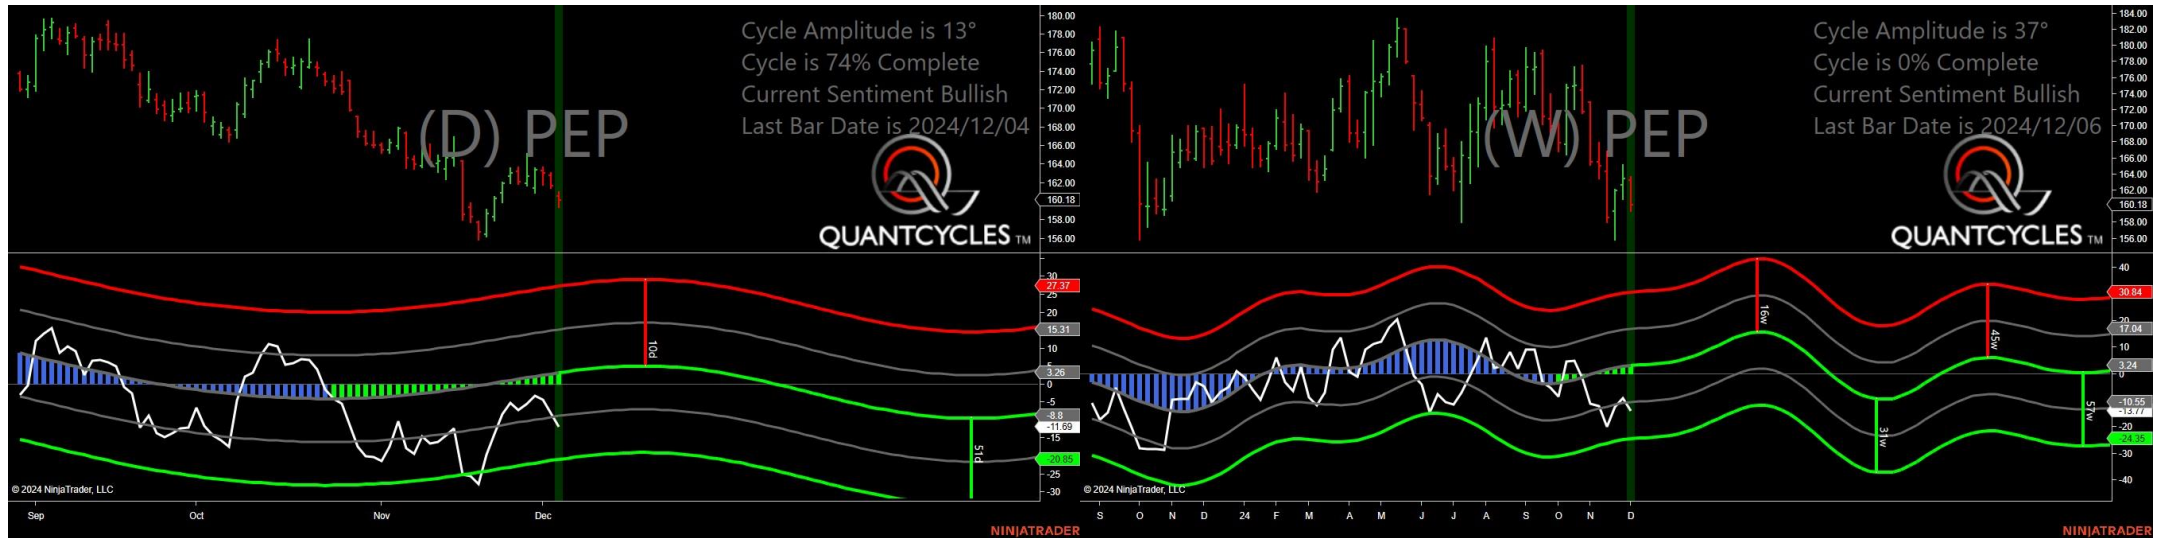 Cycle Amplitude is 13°
Cycle is 74% Complete
Current Sentiment Bullish
Last Bar Date is 2024/12/04
(D) PEP
QUANTCYCLES TM
180.00
178.00
176.00
174.00
172.00
170.00
168.00
166.00
164.00
162.00
160.18
158.00
156.00
30
27.37
25
20
15.31
10
5
3.26
0
-5
-8.8
-11.69
-15
-20.85
-25
-30
10d
51d
© 2024 NinjaTrader, LLC
Sep Oct Nov Dec
NINJATRADER
Cycle Amplitude is 37°
Cycle is 0% Complete
Current Sentiment Bullish
Last Bar Date is 2024/12/06
(W) PEP
QUANTCYCLES TM
184.00
182.00
180.00
178.00
176.00
174.00
172.00
170.00
168.00
166.00
164.00
162.00
160.18
158.00
156.00
40
30.84
20
17.04
10
3.24
0
-10.55
-13.77
-20
-24.35
-30
-40
16w
45w
31w
57w
© 2024 NinjaTrader, LLC
S O N D 24 F M A M J J A S O N D
NINJATRADER